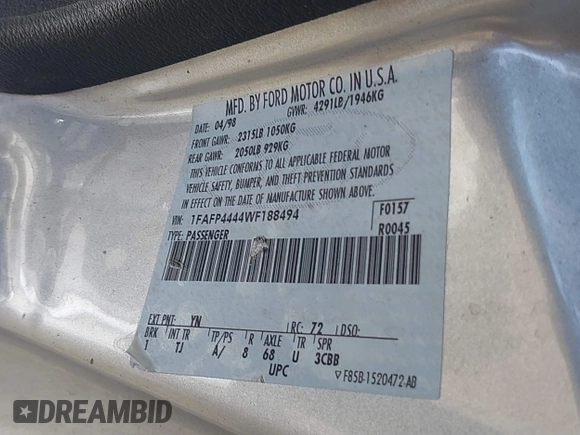 MFD. BY FORD MOTOR CO. IN U.S.A.
DATE: 04/98 GVWR: 4291LB/1946KG
FRONT GAWR: 2315LB 1050KG
REAR GAWR: 2050LB 929KG
THIS VEHICLE CONFORMS TO ALL APPLICABLE FEDERAL MOTOR
VEHICLE SAFETY, BUMPER, AND THEFT PREVENTION STANDARDS
IN EFFECT ON THE DATE OF MANUFACTURE SHOWN ABOVE.
VIN: 1FAFP4444WF188494 F0157
TYPE: PASSENGER R0045
EXT PNT: YN RC: 72 DSO:
BRK INT TR TP/PS R AXLE TR SPR
1 TJ A/ 8 68 U 3CBB
UPC
▽ F85B-1520472-AB
DREAMBID